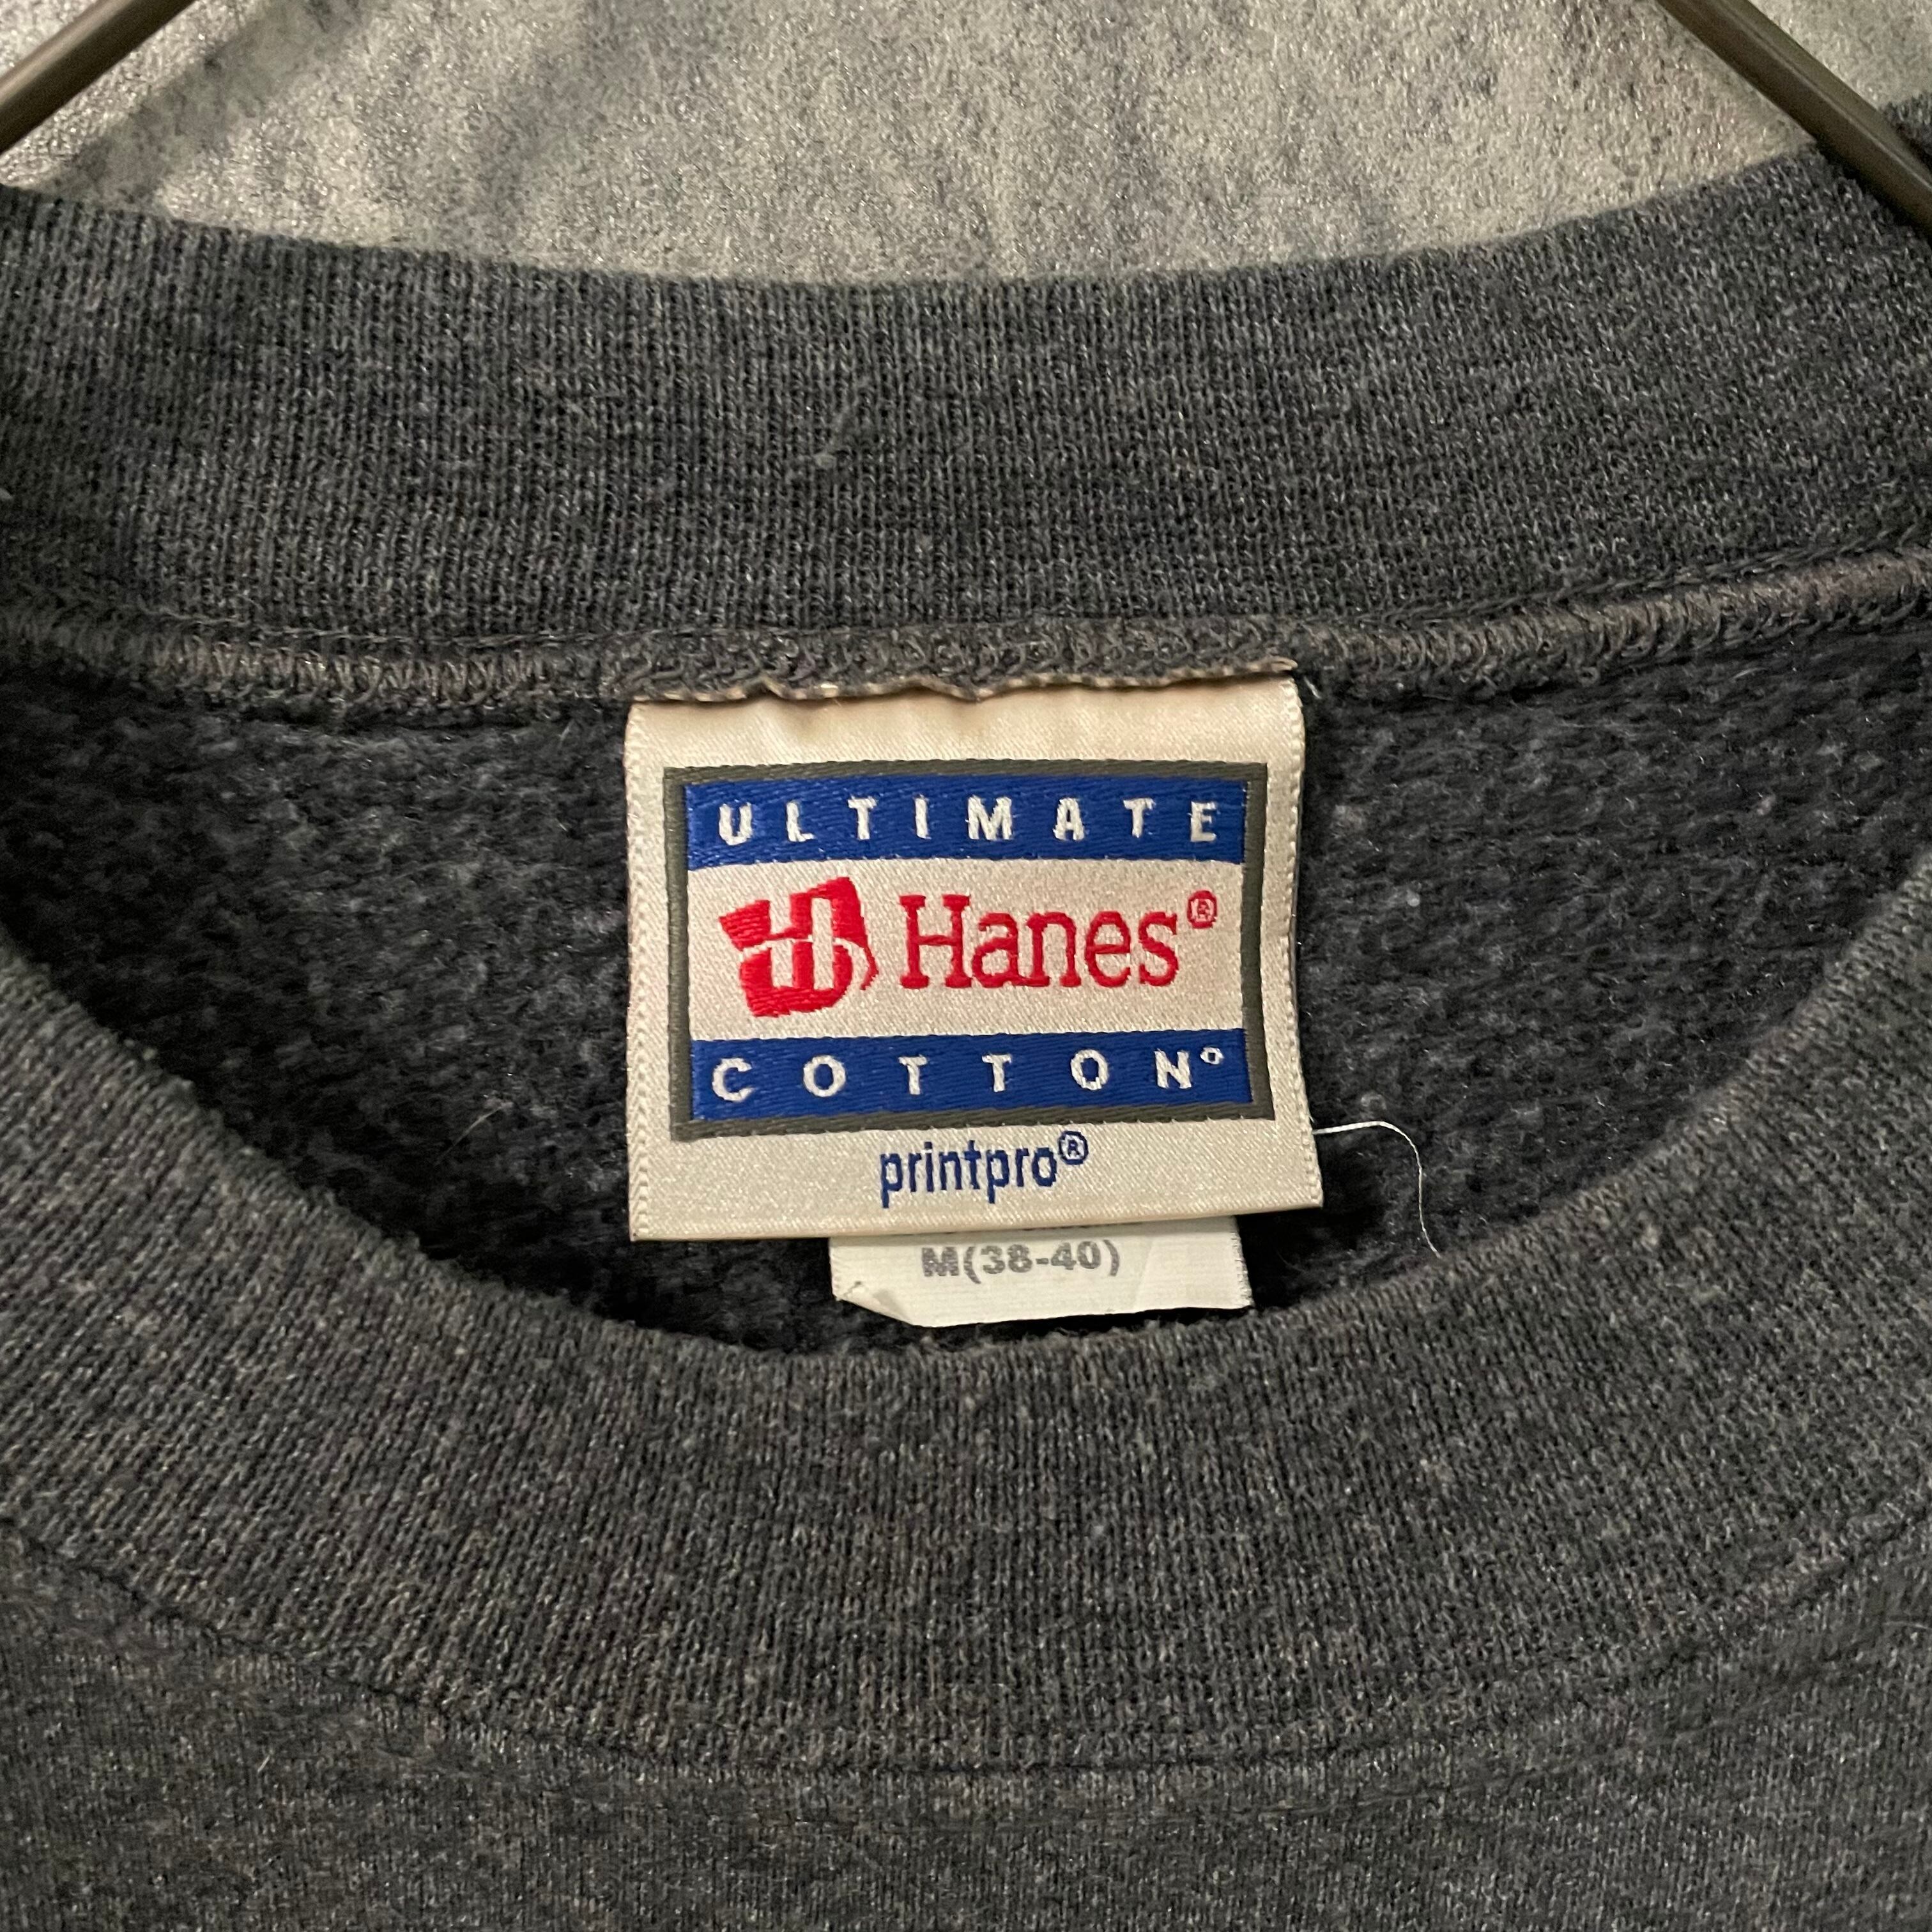 ULTIMATE
Hanes®
COTTON®
printpro®
M(38-40)